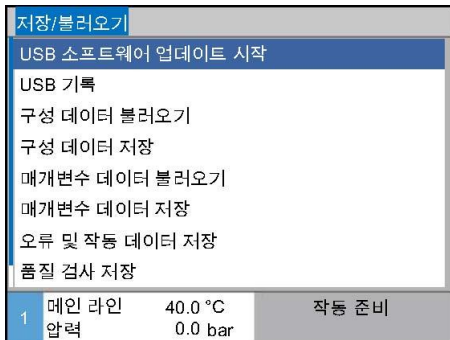 저장/불러오기
USB 소프트웨어 업데이트 시작
USB 기록
구성 데이터 불러오기
구성 데이터 저장
매개변수 데이터 불러오기
매개변수 데이터 저장
오류 및 작동 데이터 저장
품질 검사 저장
1 메인 라인 40.0 °C 작동 준비
압력 0.0 bar